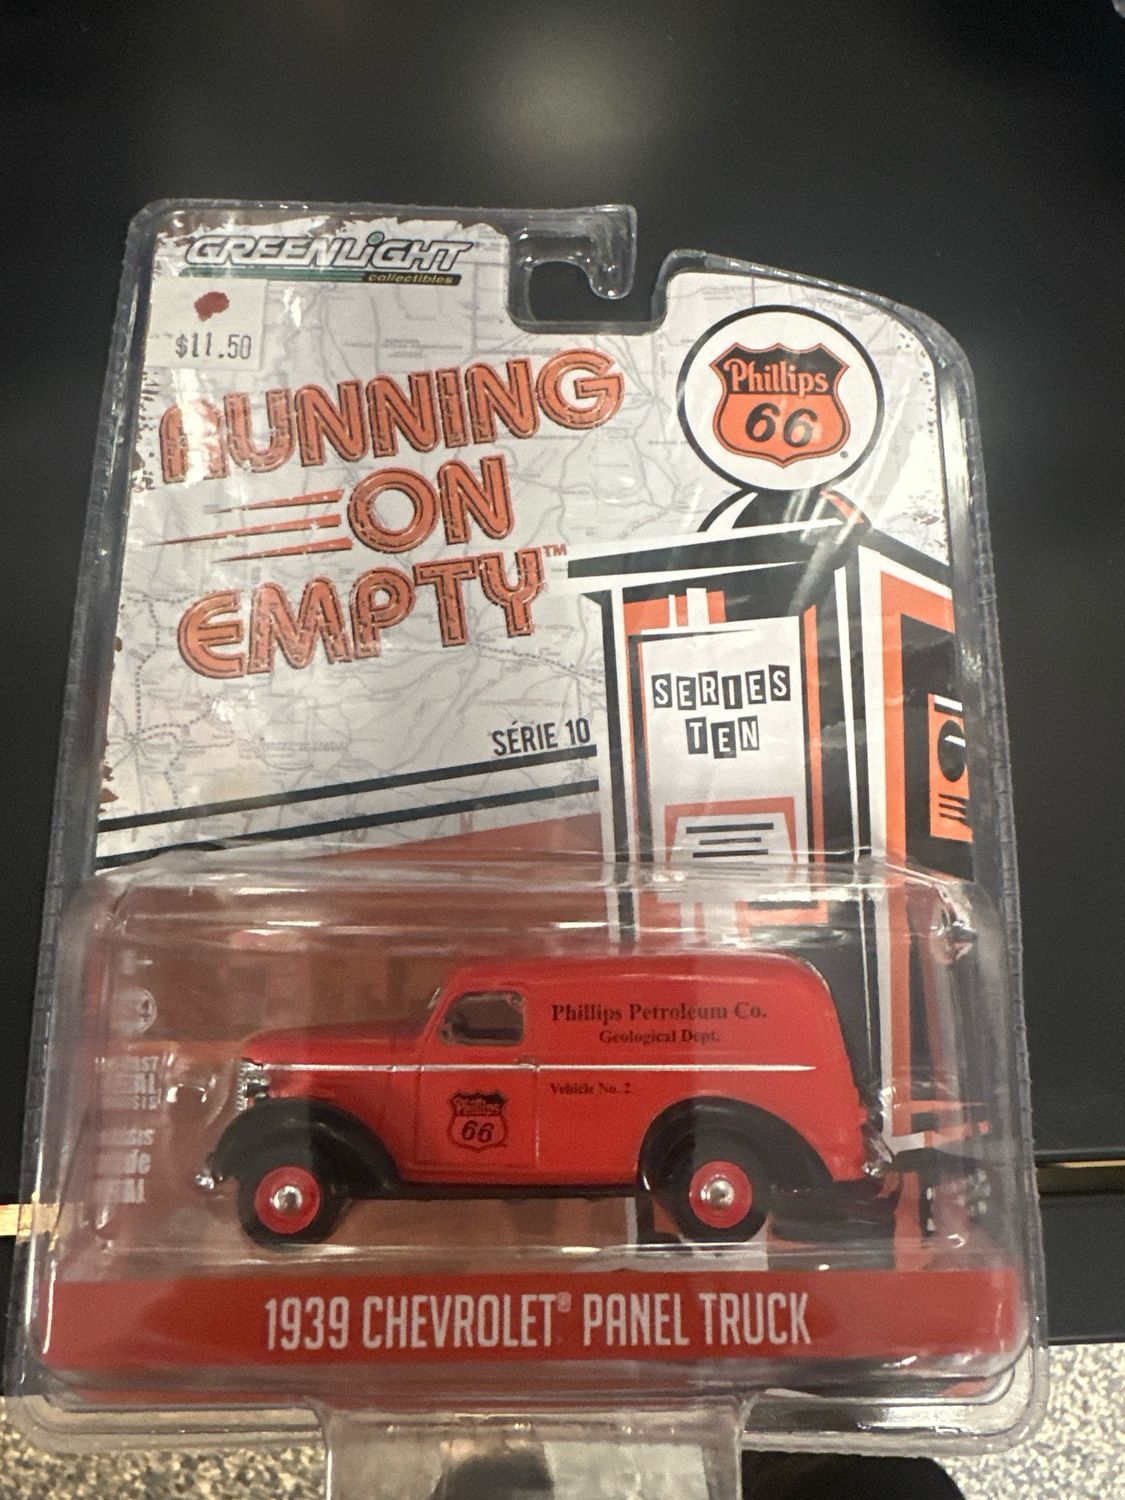 GREENLIGHT
collectibles
$11.50
RUNNING
ON
EMPTY™
Phillips
66
SERIES
TEN
SÉRIE 10
Phillips Petroleum Co.
Geological Dept.
Vehicle No. 2
Phillips
66
1939 CHEVROLET® PANEL TRUCK